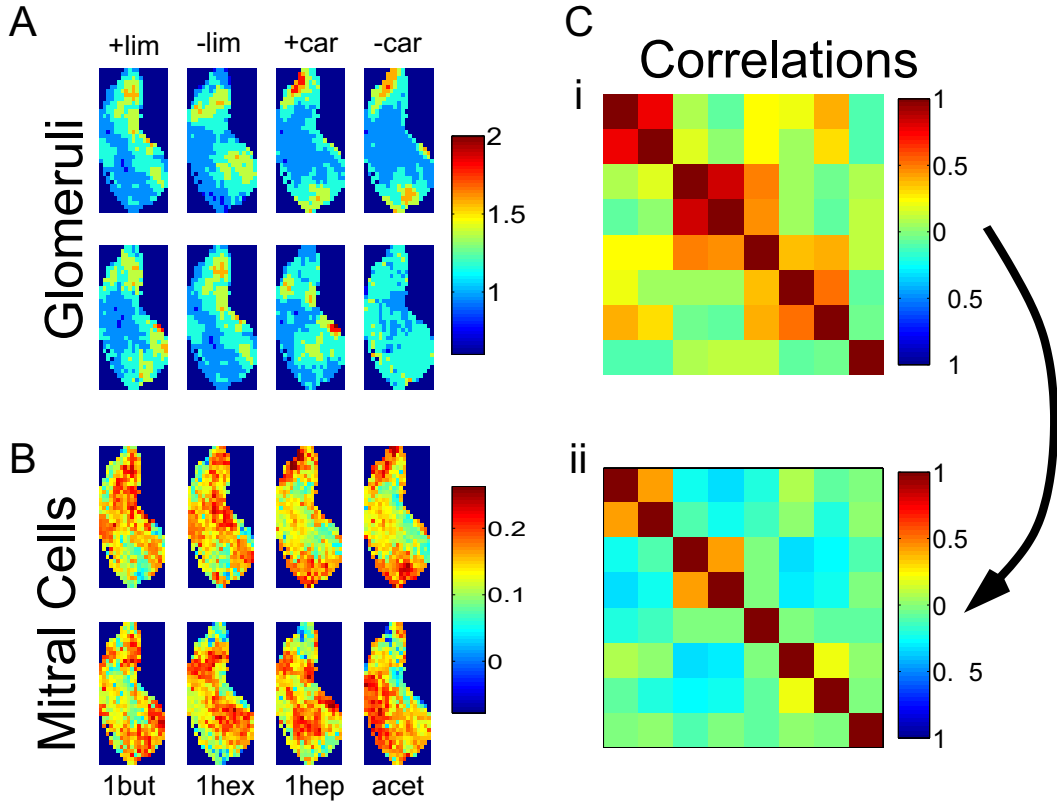 A
+lim -lim +car -car
Glomeruli
2
1.5
1
B
Mitral Cells
0.2
0.1
0
1but 1hex 1hep acet
C
Correlations
i
1
0.5
0
0.5
1
ii
1
0.5
0
0 5
1